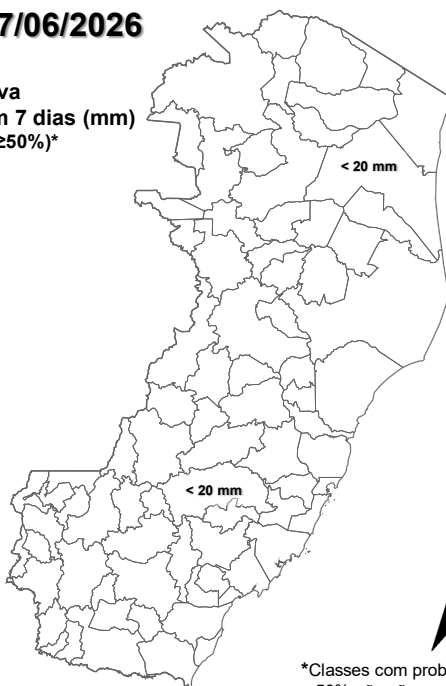 7/06/2026
va
m 7 dias (mm)
≥50%)*
< 20 mm
< 20 mm
*Classes com prob